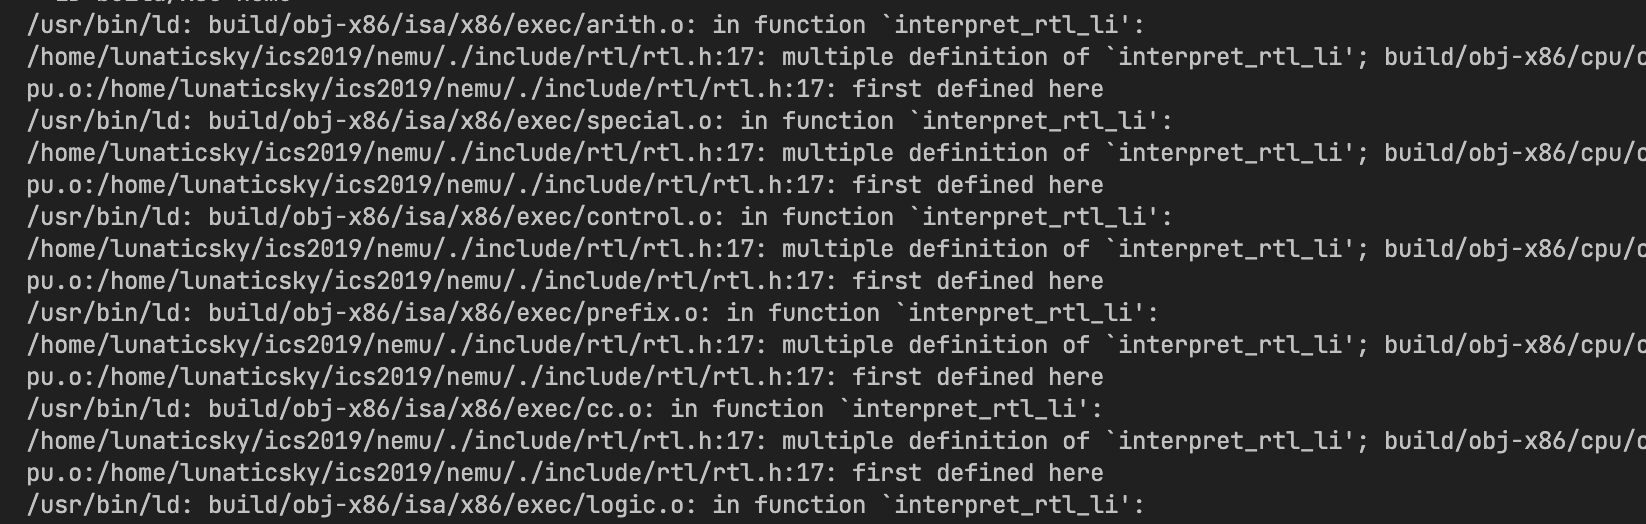 /usr/bin/ld: build/obj-x86/isa/x86/exec/arith.o: in function `interpret_rtl_li':
/home/lunaticsky/ics2019/nemu/./include/rtl/rtl.h:17: multiple definition of `interpret_rtl_li'; build/obj-x86/cpu/c
pu.o:/home/lunaticsky/ics2019/nemu/./include/rtl/rtl.h:17: first defined here
/usr/bin/ld: build/obj-x86/isa/x86/exec/special.o: in function `interpret_rtl_li':
/home/lunaticsky/ics2019/nemu/./include/rtl/rtl.h:17: multiple definition of `interpret_rtl_li'; build/obj-x86/cpu/c
pu.o:/home/lunaticsky/ics2019/nemu/./include/rtl/rtl.h:17: first defined here
/usr/bin/ld: build/obj-x86/isa/x86/exec/control.o: in function `interpret_rtl_li':
/home/lunaticsky/ics2019/nemu/./include/rtl/rtl.h:17: multiple definition of `interpret_rtl_li'; build/obj-x86/cpu/c
pu.o:/home/lunaticsky/ics2019/nemu/./include/rtl/rtl.h:17: first defined here
/usr/bin/ld: build/obj-x86/isa/x86/exec/prefix.o: in function `interpret_rtl_li':
/home/lunaticsky/ics2019/nemu/./include/rtl/rtl.h:17: multiple definition of `interpret_rtl_li'; build/obj-x86/cpu/c
pu.o:/home/lunaticsky/ics2019/nemu/./include/rtl/rtl.h:17: first defined here
/usr/bin/ld: build/obj-x86/isa/x86/exec/cc.o: in function `interpret_rtl_li':
/home/lunaticsky/ics2019/nemu/./include/rtl/rtl.h:17: multiple definition of `interpret_rtl_li'; build/obj-x86/cpu/c
pu.o:/home/lunaticsky/ics2019/nemu/./include/rtl/rtl.h:17: first defined here
/usr/bin/ld: build/obj-x86/isa/x86/exec/logic.o: in function `interpret_rtl_li':